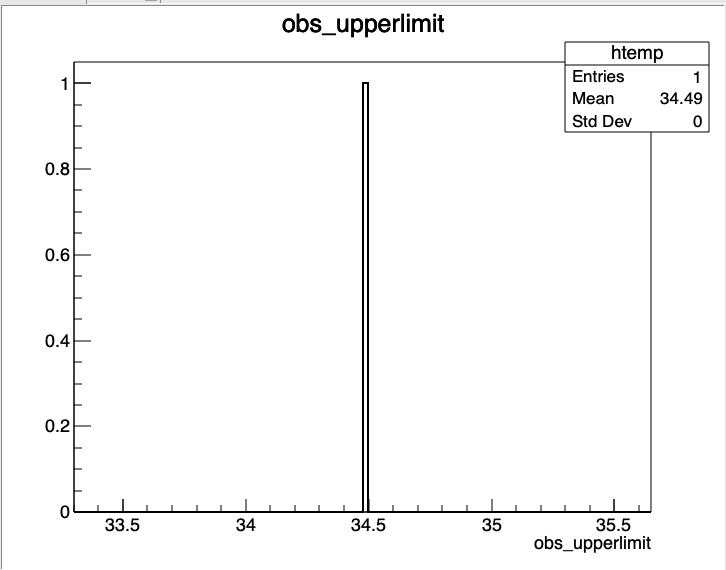 obs_upperlimit
htemp
Entries 1
Mean 34.49
Std Dev 0
1
0.8
0.6
0.4
0.2
0
33.5 34 34.5 35 35.5
obs_upperlimit